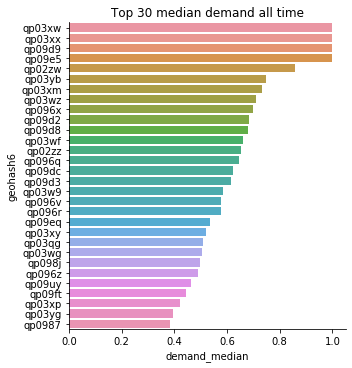 Top 30 median demand all time
geohash6
qp03xw
qp03xx
qp09d9
qp09e5
qp02zw
qp03yb
qp03xm
qp03wz
qp096x
qp09d2
qp09d8
qp03wf
qp02zz
qp096q
qp09dc
qp09d3
qp03w9
qp096v
qp096r
qp09eq
qp03xy
qp03qg
qp03wg
qp098j
qp096z
qp09uy
qp09ft
qp03xp
qp03yg
qp0987
0.0 0.2 0.4 0.6 0.8 1.0
demand_median